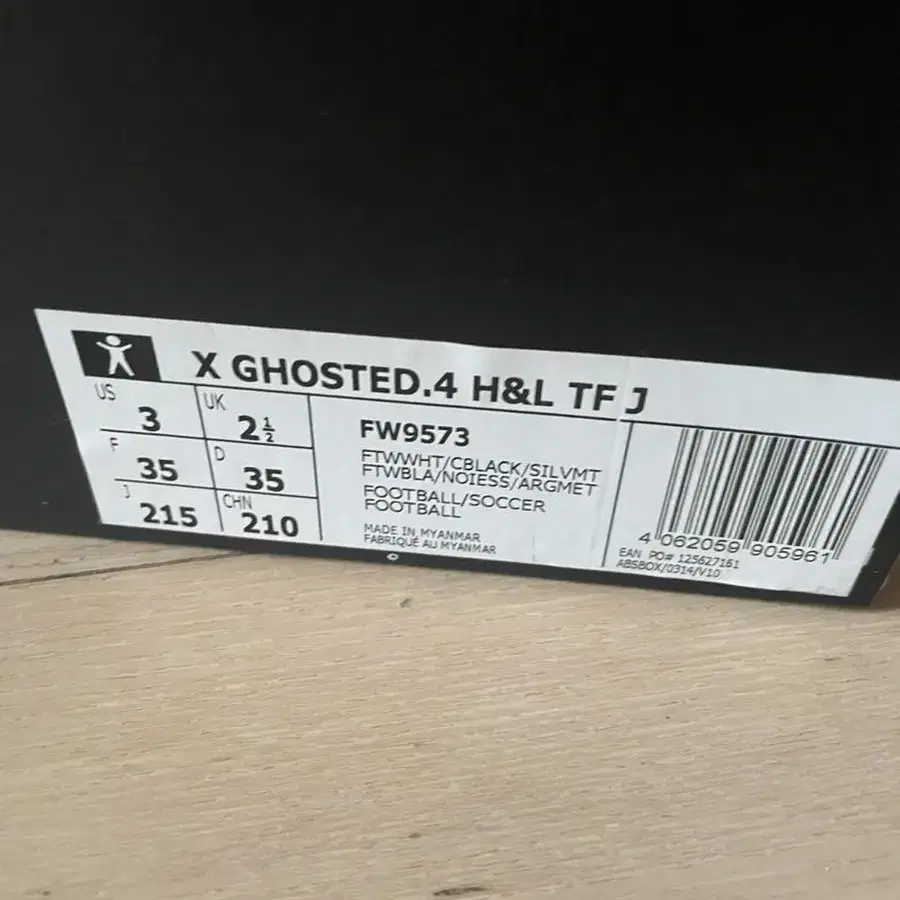 X GHOSTED.4 H&L TF J
US 3 UK 2½
F 35 D 35
J 215 CHN 210
FW9573
FTWWHT/CBLACK/SILVMT
FTWBLA/NOIESS/ARGMET
FOOTBALL/SOCCER
FOOTBALL
MADE IN MYANMAR
FABRIQUÉ AU MYANMAR
4 062059 905961
EAN PO# 125627161
ABSBOX/0314/V10